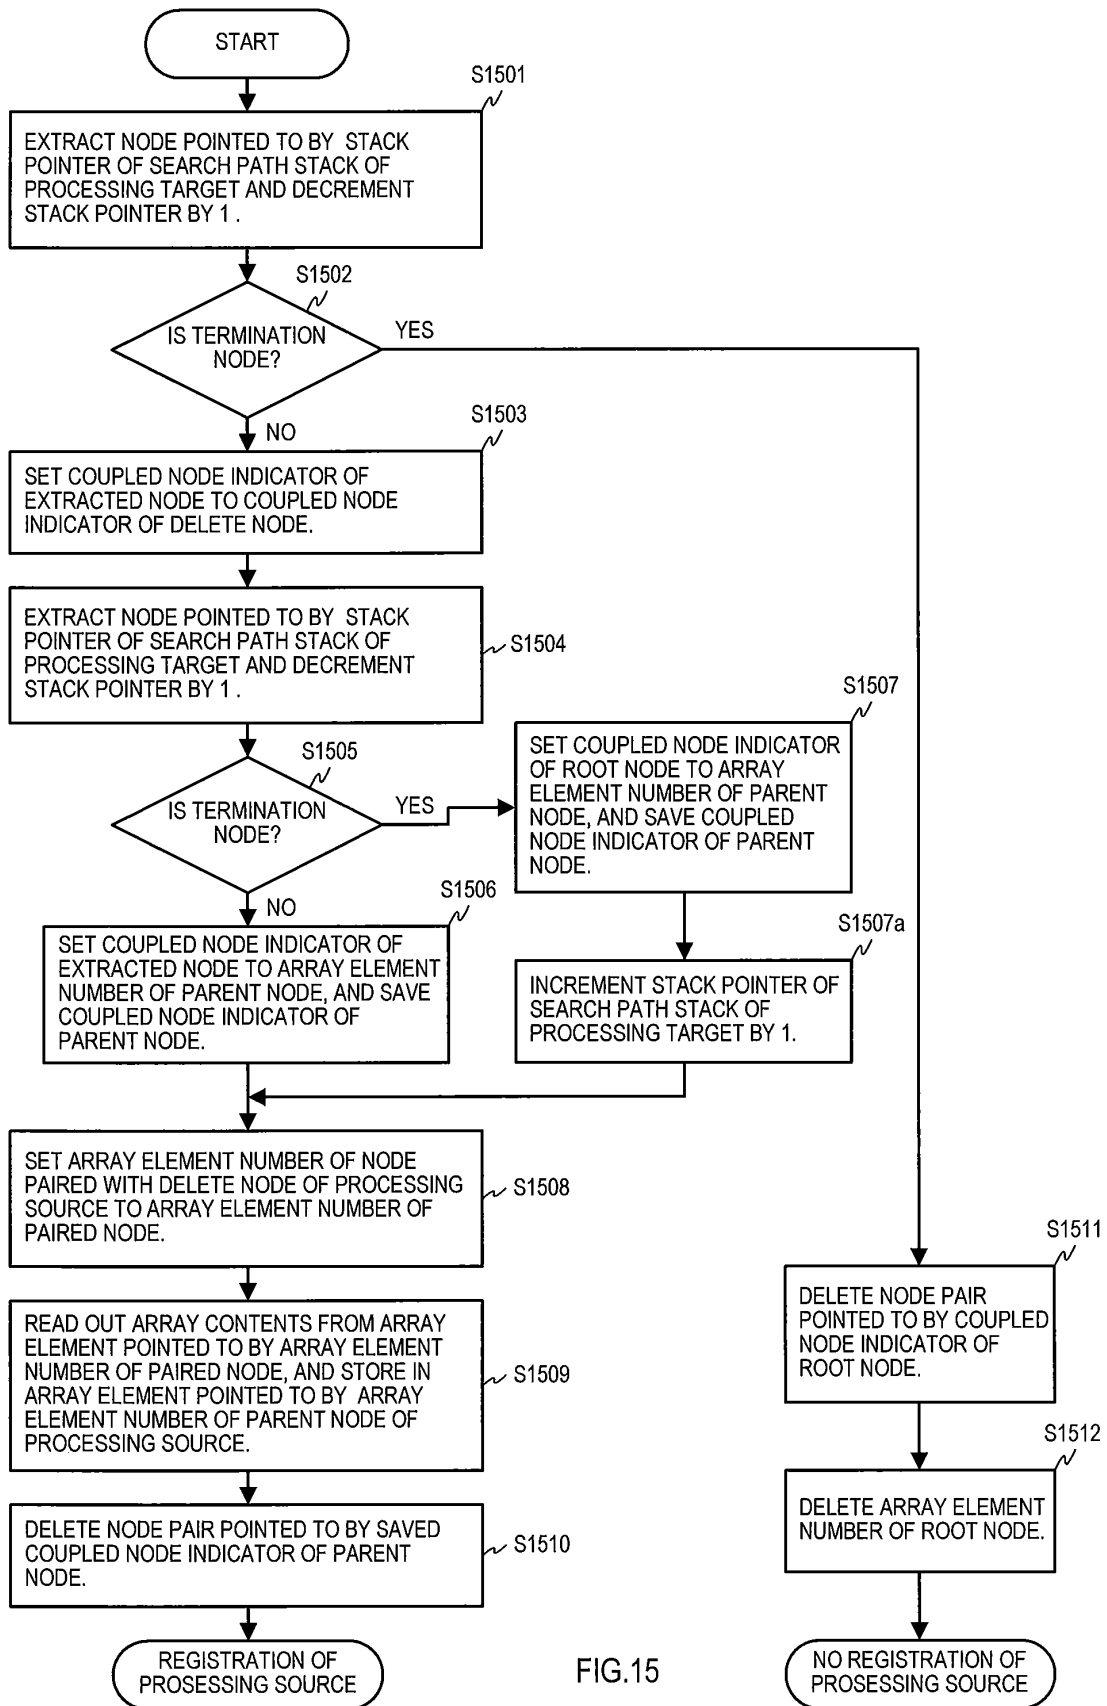 START
S1501
EXTRACT NODE POINTED TO BY STACK
POINTER OF SEARCH PATH STACK OF
PROCESSING TARGET AND DECREMENT
STACK POINTER BY 1 .
S1502
IS TERMINATION
NODE?
YES
NO
S1503
SET COUPLED NODE INDICATOR OF
EXTRACTED NODE TO COUPLED NODE
INDICATOR OF DELETE NODE.
EXTRACT NODE POINTED TO BY STACK
POINTER OF SEARCH PATH STACK OF
PROCESSING TARGET AND DECREMENT
STACK POINTER BY 1 .
S1504
S1505
IS TERMINATION
NODE?
YES
NO
S1507
SET COUPLED NODE INDICATOR
OF ROOT NODE TO ARRAY
ELEMENT NUMBER OF PARENT
NODE, AND SAVE COUPLED
NODE INDICATOR OF PARENT
NODE.
S1506
SET COUPLED NODE INDICATOR OF
EXTRACTED NODE TO ARRAY ELEMENT
NUMBER OF PARENT NODE, AND SAVE
COUPLED NODE INDICATOR OF
PARENT NODE.
S1507a
INCREMENT STACK POINTER OF
SEARCH PATH STACK OF
PROCESSING TARGET BY 1.
SET ARRAY ELEMENT NUMBER OF NODE
PAIRED WITH DELETE NODE OF PROCESSING
SOURCE TO ARRAY ELEMENT NUMBER OF
PAIRED NODE.
S1508
READ OUT ARRAY CONTENTS FROM ARRAY
ELEMENT POINTED TO BY ARRAY ELEMENT
NUMBER OF PAIRED NODE, AND STORE IN
ARRAY ELEMENT POINTED TO BY ARRAY
ELEMENT NUMBER OF PARENT NODE OF
PROCESSING SOURCE.
S1509
DELETE NODE PAIR POINTED TO BY SAVED
COUPLED NODE INDICATOR OF PARENT
NODE.
S1510
REGISTRATION OF
PROSESSING SOURCE
S1511
DELETE NODE PAIR
POINTED TO BY COUPLED
NODE INDICATOR OF
ROOT NODE.
S1512
DELETE ARRAY ELEMENT
NUMBER OF ROOT NODE.
NO REGISTRATION OF
PROSESSING SOURCE
FIG.15